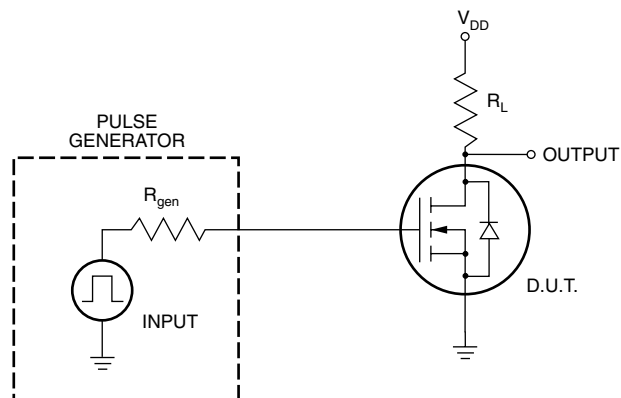 V_DD
R_L
PULSE
GENERATOR
OUTPUT
R_gen
D.U.T.
INPUT